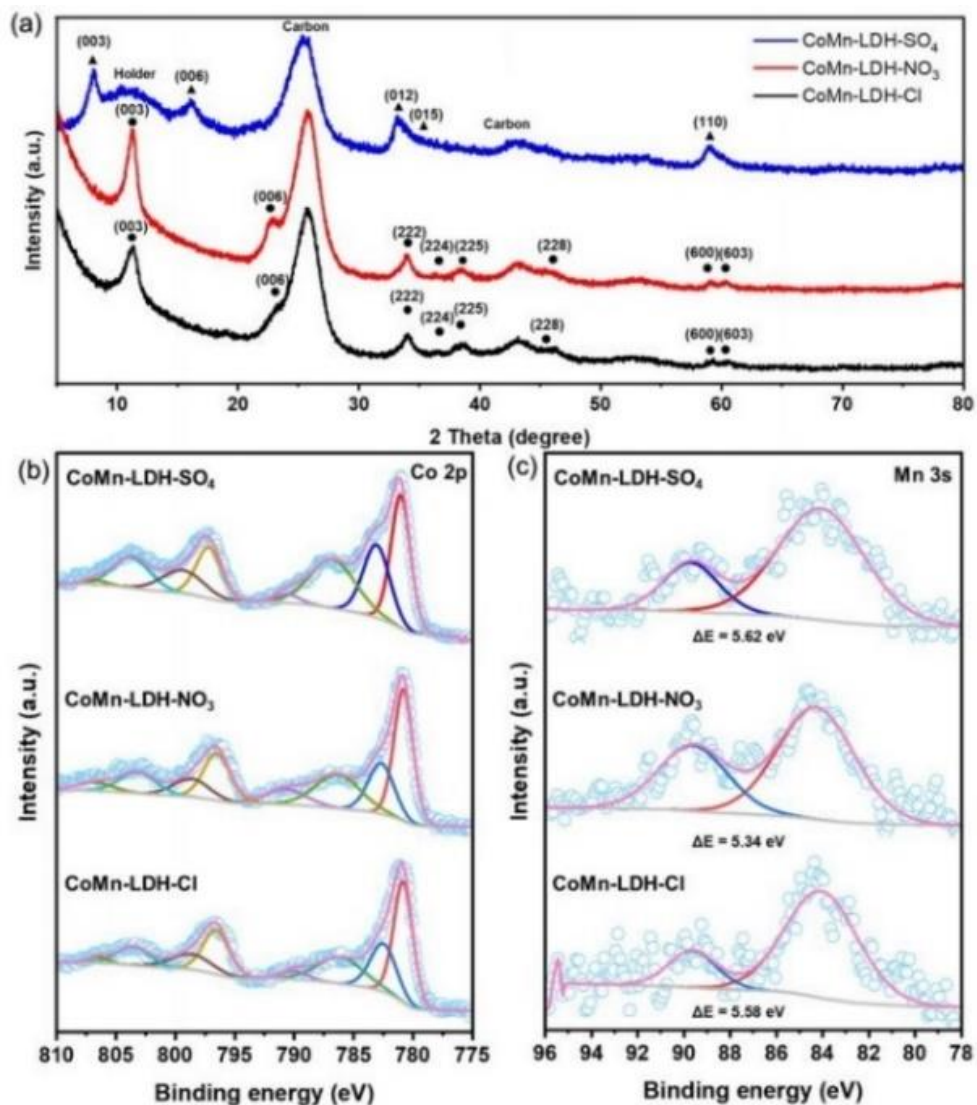 (a)
(003)
Holder
(006)
Carbon
(012)
(015)
Carbon
(110)
CoMn-LDH-SO₄
CoMn-LDH-NO₃
CoMn-LDH-Cl
(003)
(006)
(222)
(224)
(225)
(228)
(600)(603)
(003)
(006)
(222)
(224)
(225)
(228)
(600)(603)
Intensity (a.u.)
10 20 30 40 50 60 70 80
2 Theta (degree)
(b)
CoMn-LDH-SO₄
Co 2p
CoMn-LDH-NO₃
CoMn-LDH-Cl
Intensity (a.u.)
810 805 800 795 790 785 780 775
Binding energy (eV)
(c)
CoMn-LDH-SO₄
Mn 3s
ΔE = 5.62 eV
CoMn-LDH-NO₃
ΔE = 5.34 eV
CoMn-LDH-Cl
ΔE = 5.58 eV
Intensity (a.u.)
96 94 92 90 88 86 84 82 80 78
Binding energy (eV)